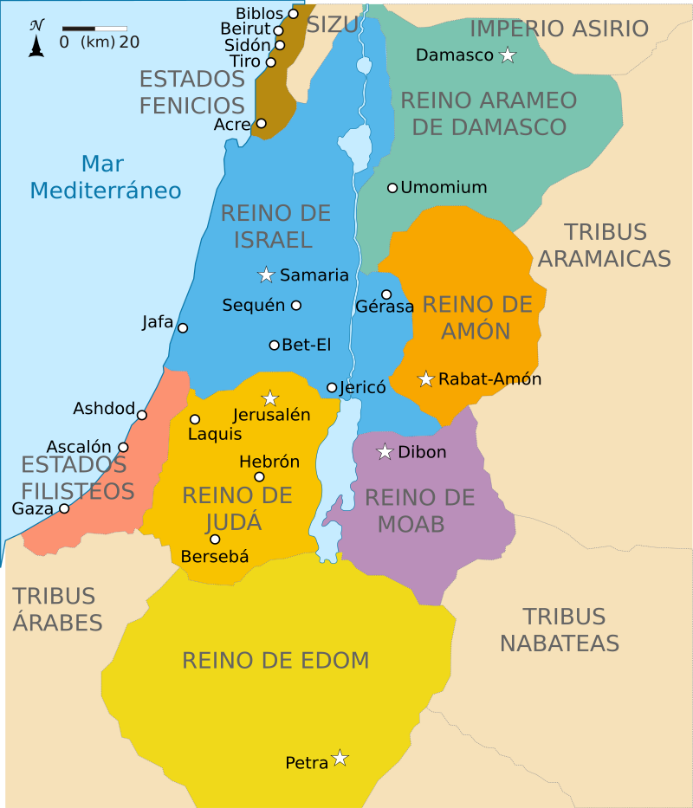 N
0 (km) 20
Biblos
Beirut
Sidón
Tiro
SIZU
IMPERIO ASIRIO
Damasco
ESTADOS
FENICIOS
REINO ARAMEO
DE DAMASCO
Acre
Mar
Mediterráneo
Umomium
REINO DE
ISRAEL
TRIBUS
ARAMAICAS
Samaria
Sequén
Gérasa
REINO DE
AMÓN
Jafa
Bet-El
Jericó
Rabat-Amón
Ashdod
Jerusalén
Laquis
Ascalón
Dibon
ESTADOS
FILISTEOS
Hebrón
Gaza
REINO DE
JUDÁ
REINO DE
MOAB
Bersebá
TRIBUS
ÁRABES
TRIBUS
NABATEAS
REINO DE EDOM
Petra